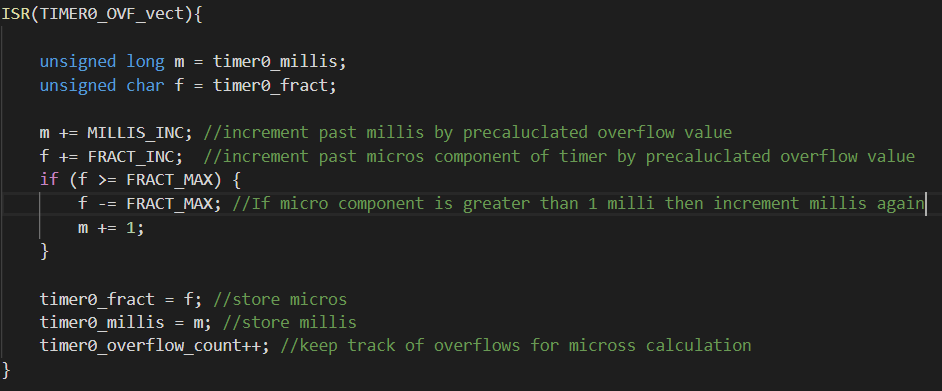 ISR(TIMER0_OVF_vect){
unsigned long m = timer0_millis;
unsigned char f = timer0_fract;
m += MILLIS_INC; //increment past millis by precaluclated overflow value
f += FRACT_INC;  //increment past micros component of timer by precaluclated overflow value
if (f >= FRACT_MAX) {
f -= FRACT_MAX; //If micro component is greater than 1 milli then increment millis again
m += 1;
}
timer0_fract = f; //store micros
timer0_millis = m; //store millis
timer0_overflow_count++; //keep track of overflows for micross calculation
}